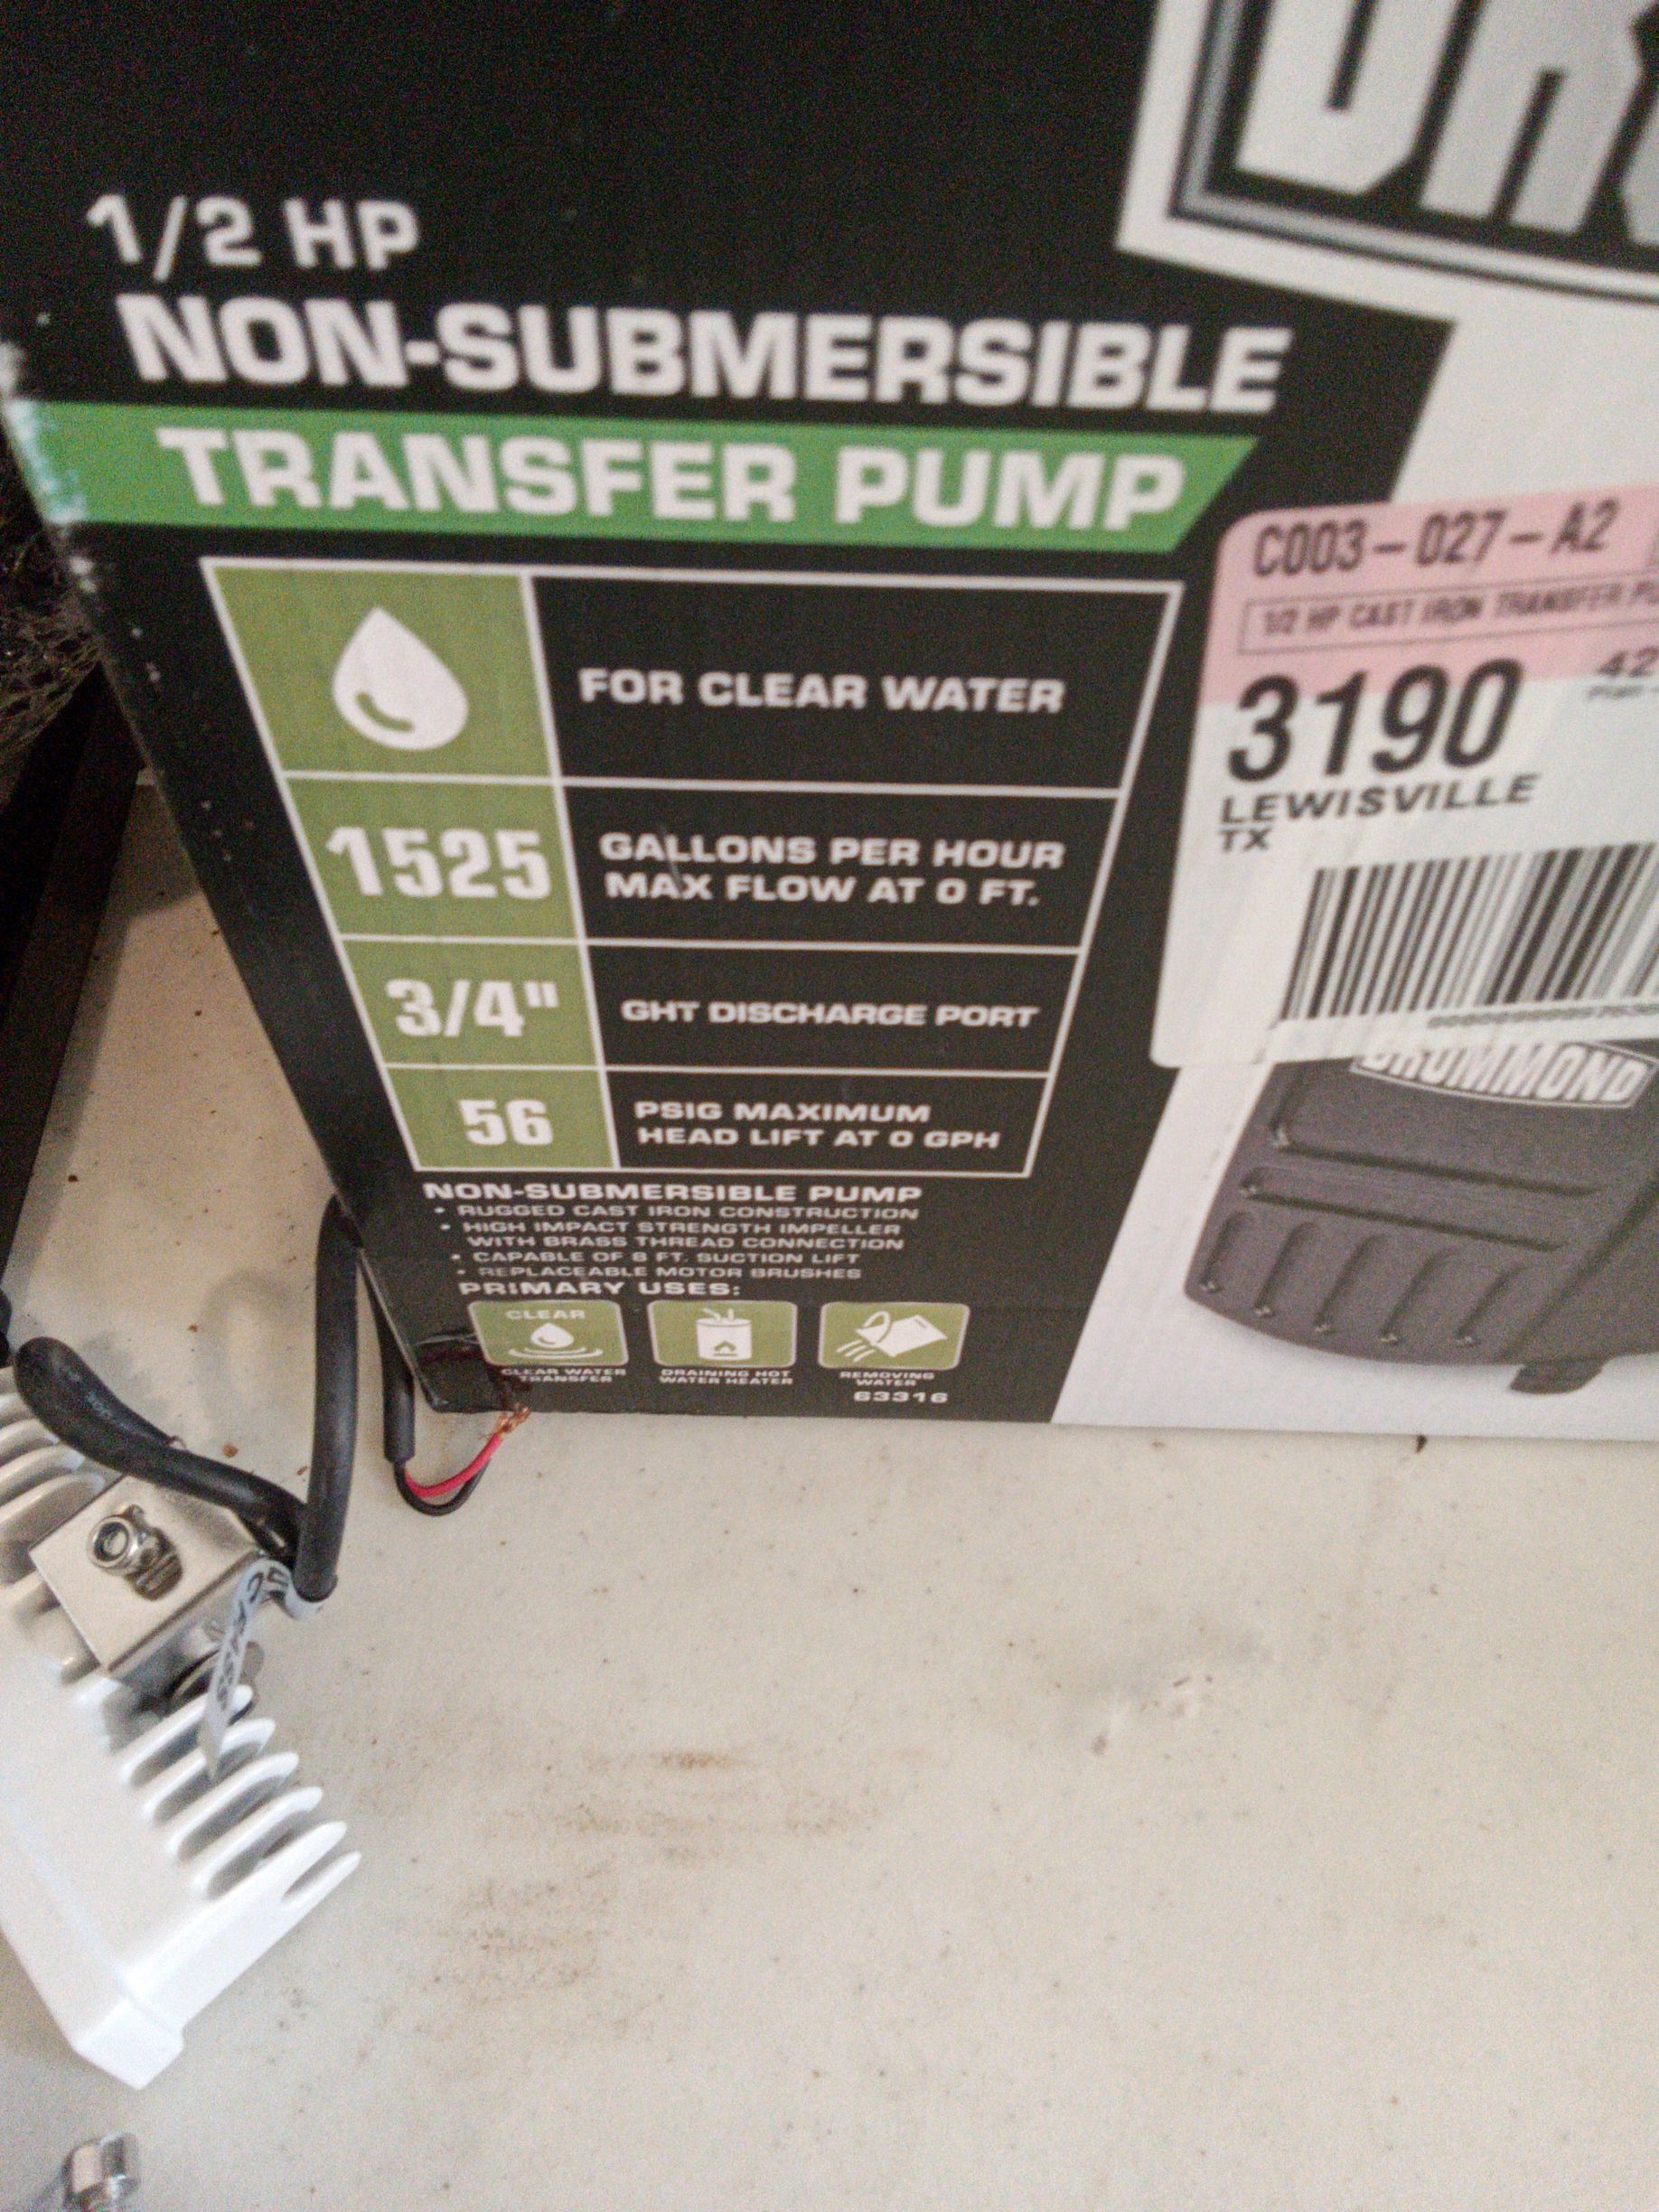 1/2 HP
NON-SUBMERSIBLE
TRANSFER PUMP
FOR CLEAR WATER
1525
GALLONS PER HOUR
MAX FLOW AT 0 FT.
3/4"
GHT DISCHARGE PORT
56
PSIG MAXIMUM
HEAD LIFT AT 0 GPH
NON-SUBMERSIBLE PUMP
• RUGGED CAST IRON CONSTRUCTION
• HIGH IMPACT STRENGTH IMPELLER
WITH BRASS THREAD CONNECTION
• CAPABLE OF 8 FT. SUCTION LIFT
• REPLACEABLE MOTOR BRUSHES
PRIMARY USES:
CLEAR
CLEAR WATER
TRANSFER
DRAINING HOT
WATER HEATER
REMOVING
WATER
63316
C003-027-A2
1/2 HP CAST IRON TRANSFER PU
3190
42
LEWISVILLE
TX
DRUMMOND